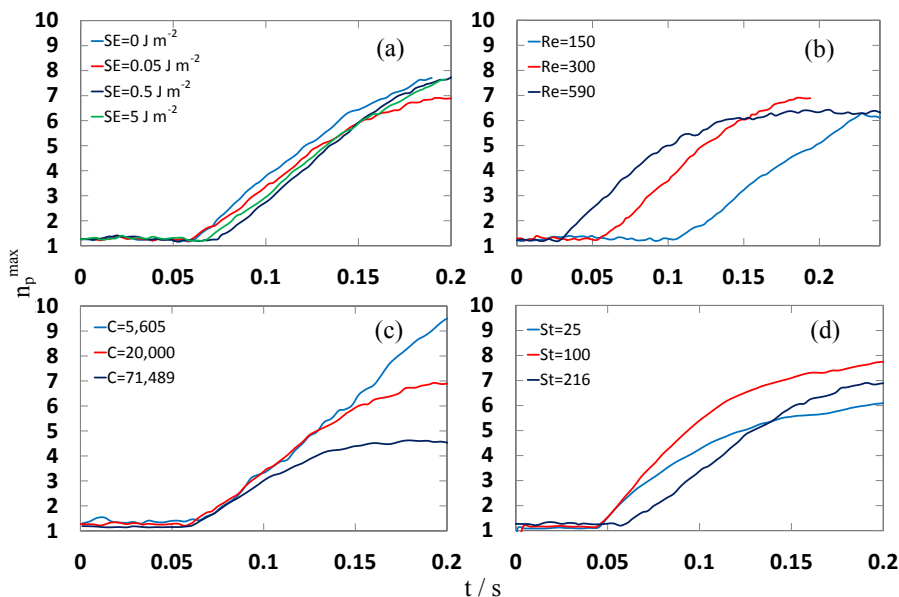 10
9
8
7
6
5
4
3
2
1
SE=0 J m⁻²
SE=0.05 J m⁻²
SE=0.5 J m⁻²
SE=5 J m⁻²
(a)
0 0.05 0.1 0.15 0.2
10
9
8
7
6
5
4
3
2
1
Re=150
Re=300
Re=590
(b)
0 0.05 0.1 0.15 0.2
nₚᵐᵃˣ
10
9
8
7
6
5
4
3
2
1
C=5,605
C=20,000
C=71,489
(c)
0 0.05 0.1 0.15 0.2
10
9
8
7
6
5
4
3
2
1
St=25
St=100
St=216
(d)
0 0.05 0.1 0.15 0.2
t / s